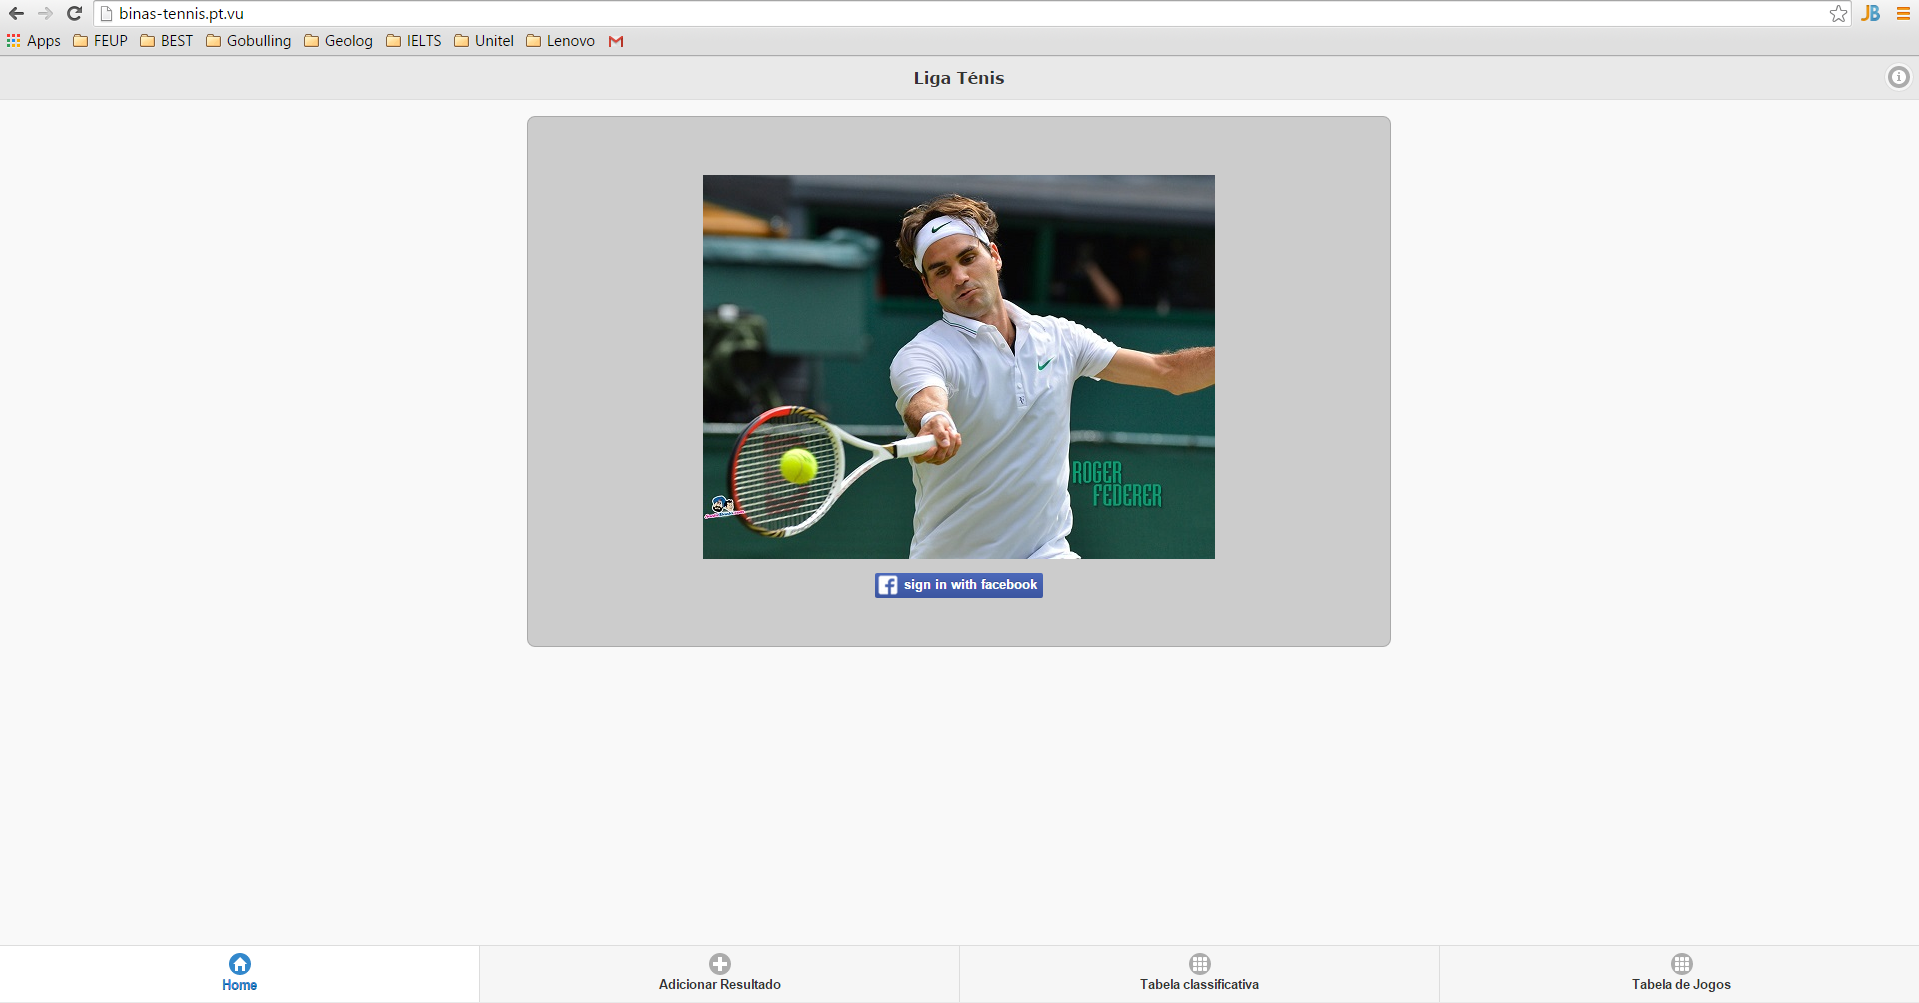 binas-tennis.pt.vu
JB
Apps FEUP BEST Gobulling Geolog IELTS Unitel Lenovo
Liga Ténis
ROGER
FEDERER
sign in with facebook
Home Adicionar Resultado Tabela classificativa Tabela de Jogos